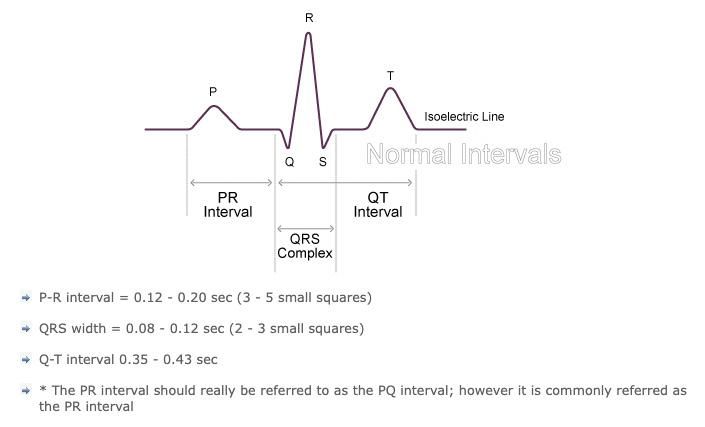 R
P
T
Isoelectric Line
Q
S
Normal Intervals
PR
Interval
QT
Interval
QRS
Complex
P-R interval = 0.12 - 0.20 sec (3 - 5 small squares)
QRS width = 0.08 - 0.12 sec (2 - 3 small squares)
Q-T interval 0.35 - 0.43 sec
* The PR interval should really be referred to as the PQ interval; however it is commonly referred as
the PR interval